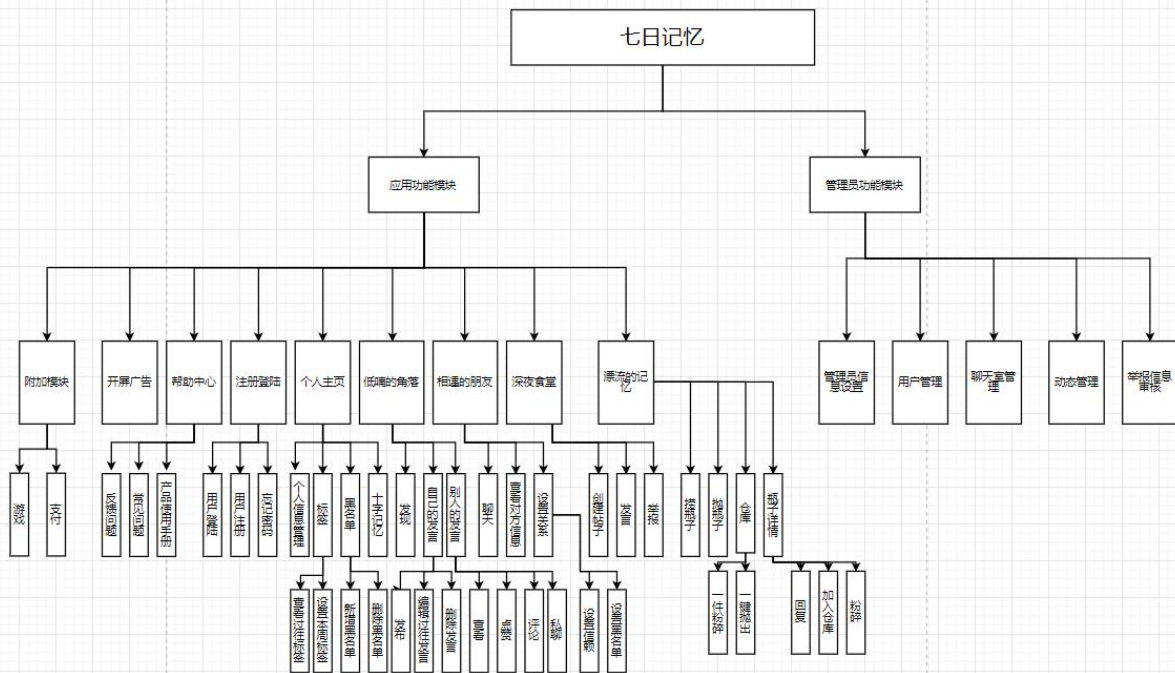 七日记忆
应用功能模块
管理员功能模块
附加模块
开屏广告
帮助中心
注册登陆
个人主页
低喃的角落
相遇的朋友
深夜食堂
漂流的记
忆
管理员信
息设置
用户管理
聊天室管
理
动态管理
举报信息
审核
游戏
支付
反馈问题
常见问题
产品使用手册
用户登陆
用户注册
忘记密码
个人信息管理
标签
黑名单
十字记忆
发现
自己的发言
别人的发言
聊天
查看对方信息
设置关系
创建帖子
发言
举报
捞瓶子
抛瓶子
仓库
瓶子详情
查看过往标签
设置本周标签
新增黑名单
删除黑名单
发布
编辑过往发言
删除发言
查看
点赞
评论
私聊
设置信赖
设置黑名单
一件粉碎
一键抛出
回复
加入仓库
粉碎